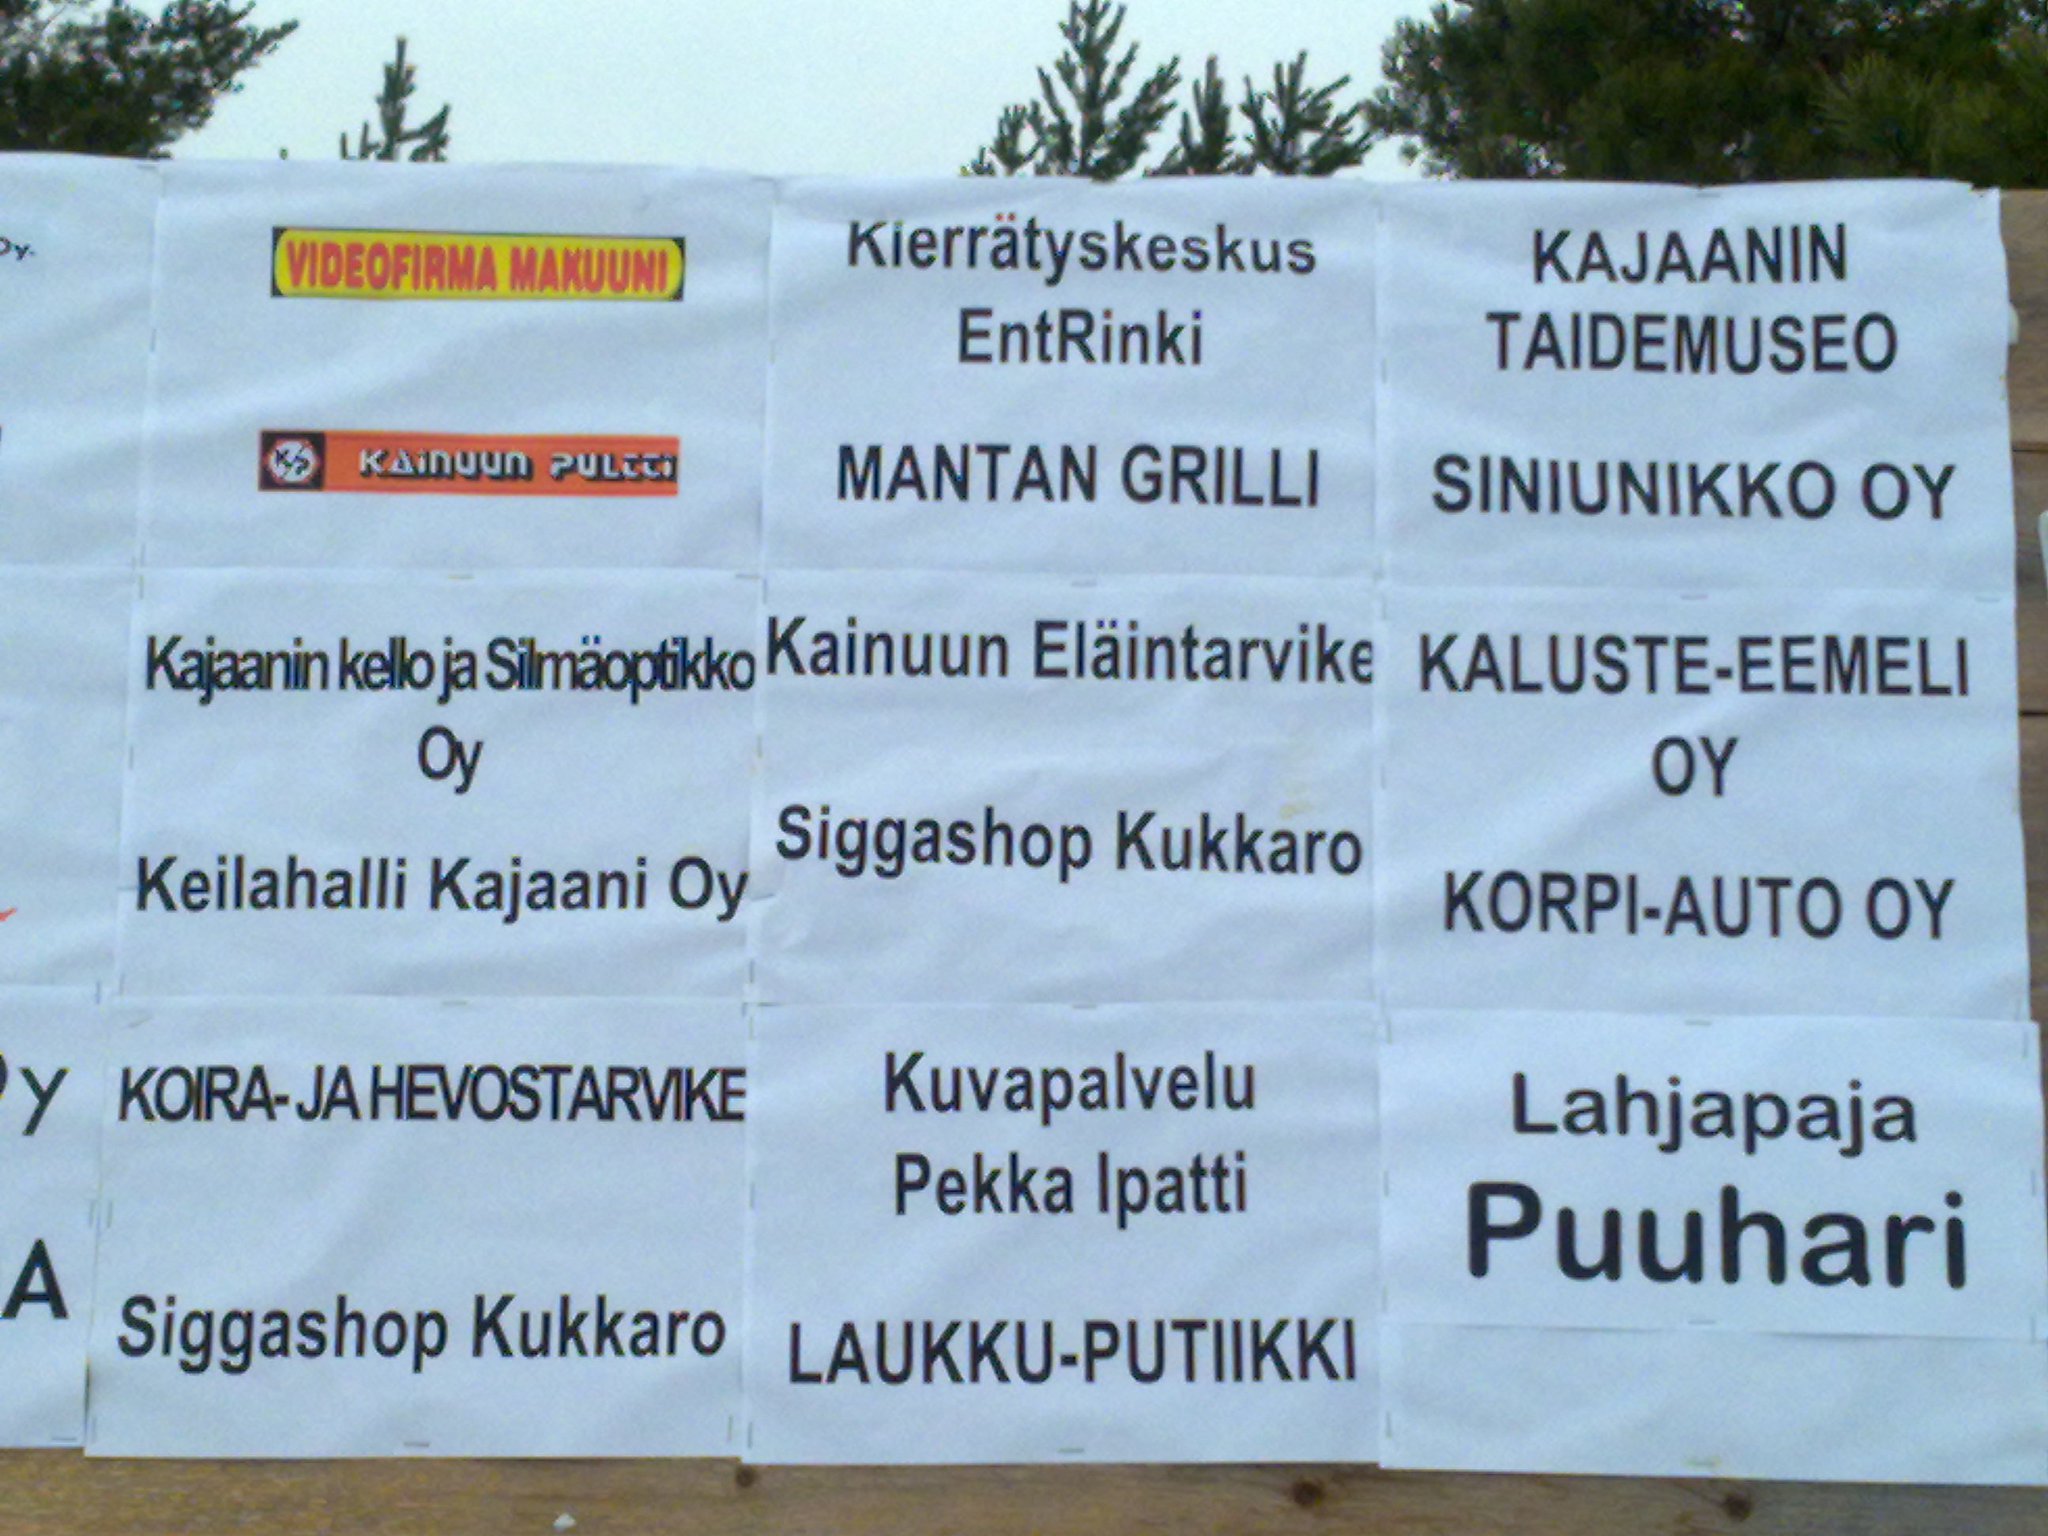 Oy.
VIDEOFIRMA MAKUUNI
KAINUUN PULTTI
Kierrätyskeskus
EntRinki
MANTAN GRILLI
KAJAANIN
TAIDEMUSEO
SINIUNIKKO OY
Kajaanin kello ja Silmäoptikko
Oy
Keilahalli Kajaani Oy
Kainuun Eläintarvike
Siggashop Kukkaro
KALUSTE-EEMELI
OY
KORPI-AUTO OY
Oy
A
KOIRA- JA HEVOSTARVIKE
Siggashop Kukkaro
Kuvapalvelu
Pekka Ipatti
LAUKKU-PUTIIKKI
Lahjapaja
Puuhari